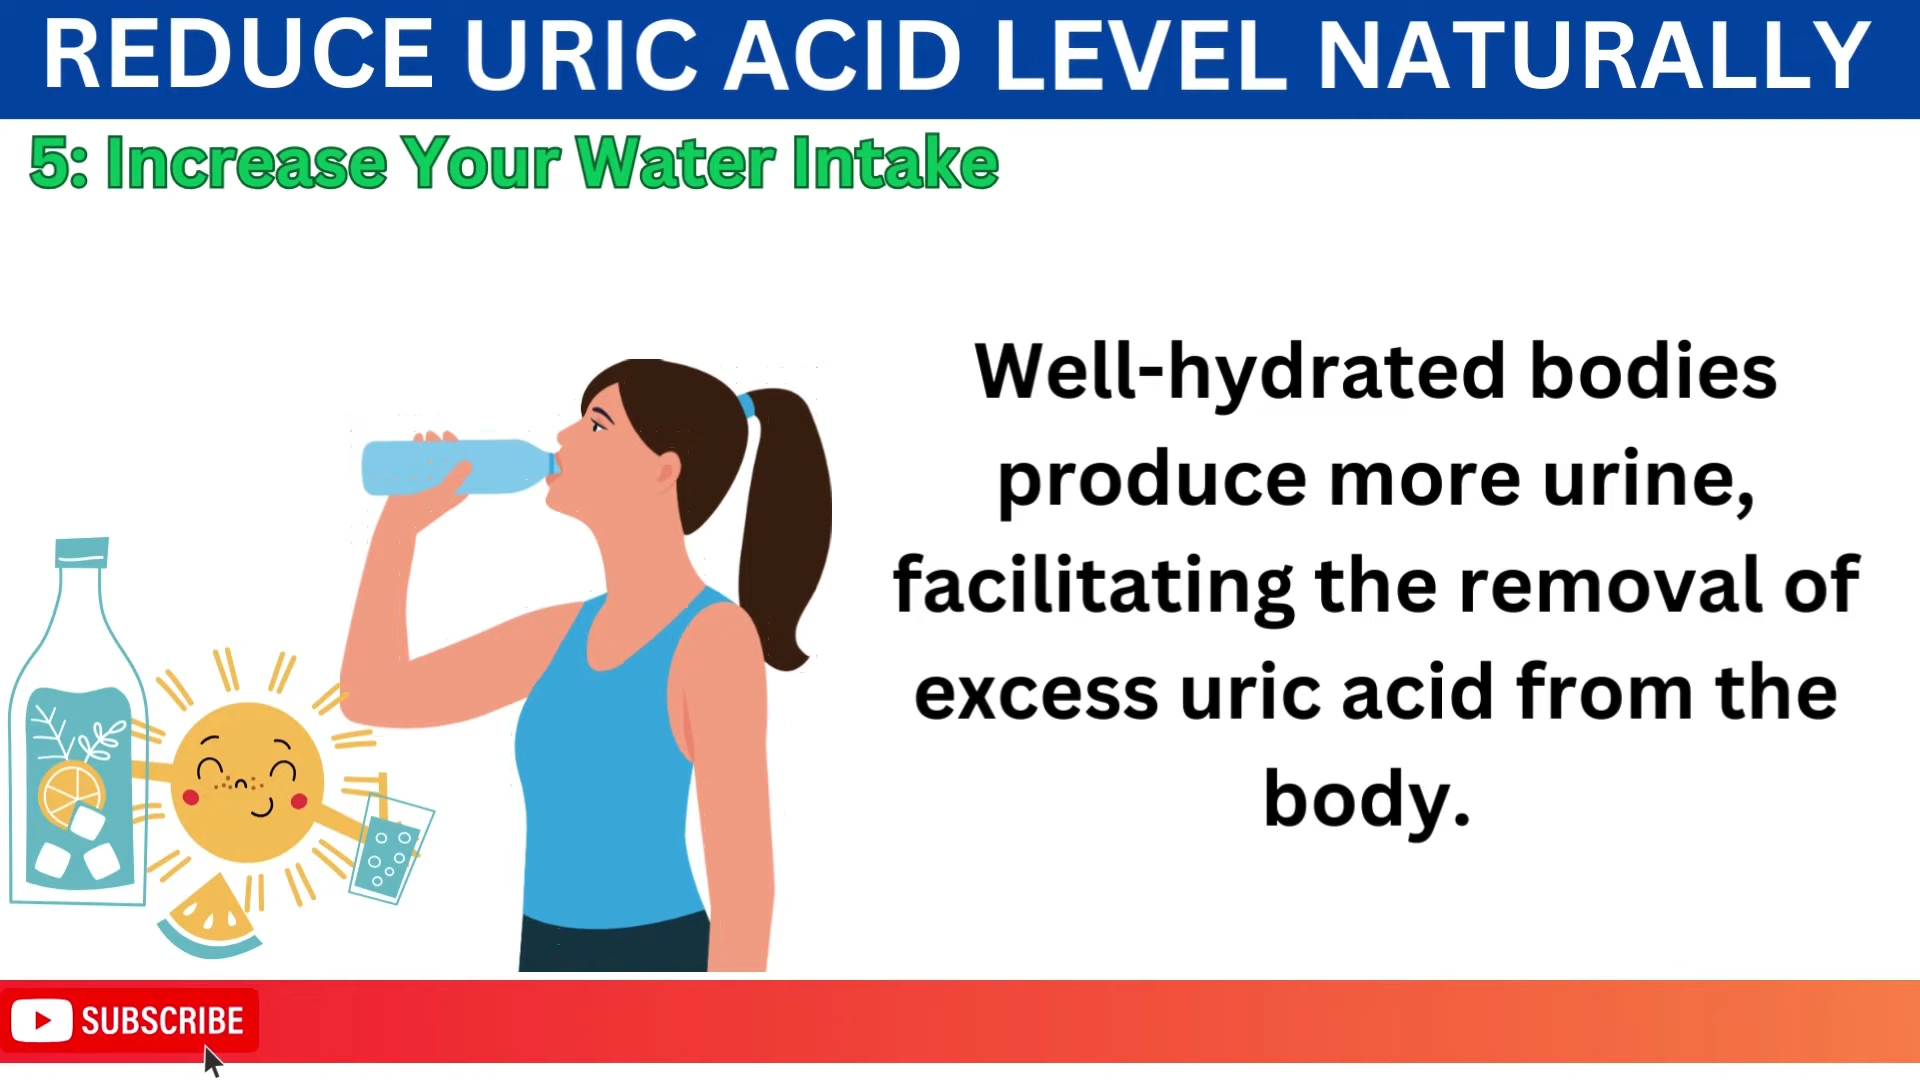 REDUCE URIC ACID LEVEL NATURALLY
5: Increase Your Water Intake
Well-hydrated bodies
produce more urine,
facilitating the removal of
excess uric acid from the
body.
SUBSCRIBE